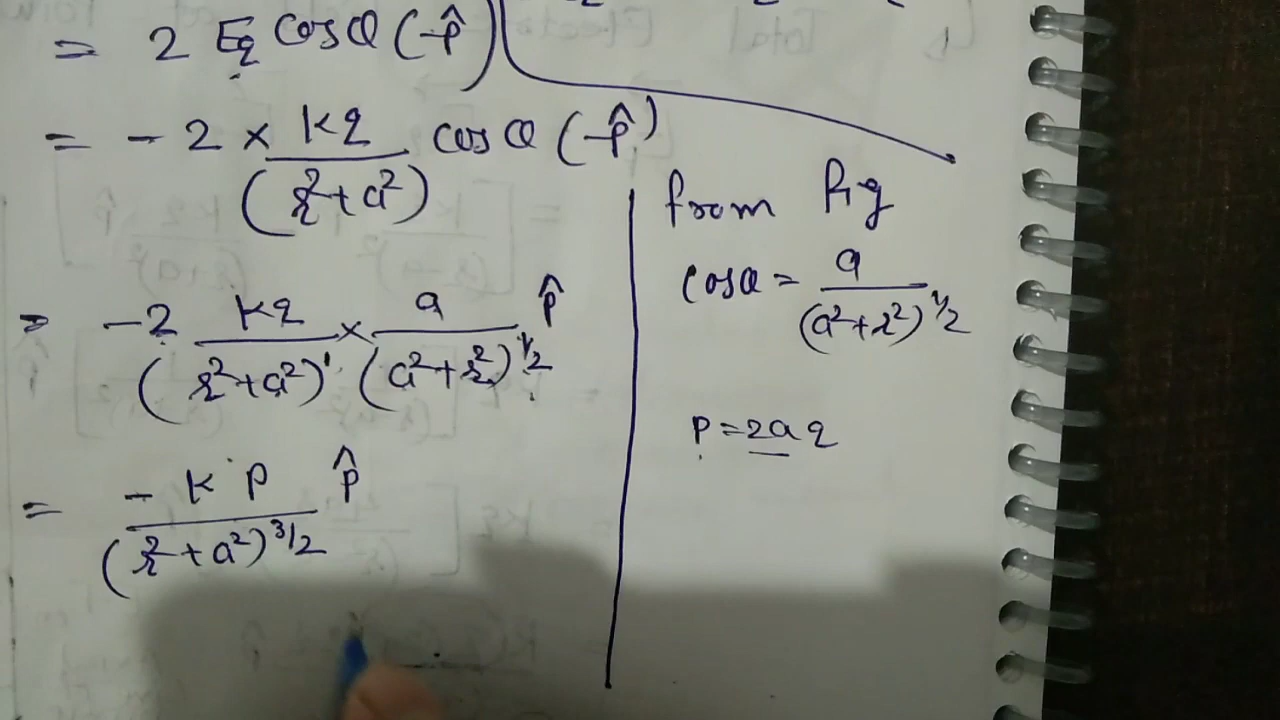 = 2 Eq cosθ (-p̂)
= - 2 × kq / (r²+a²) cosθ (-p̂)
= -2 kq / (r²+a²)¹ × a / (a²+r²)^1/2 p̂
= - k p / (r²+a²)^3/2 p̂
from Fig
cosθ = a / (a²+r²)^1/2
p = 2aq